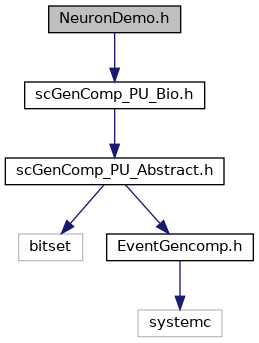 NeuronDemo.h
scGenComp_PU_Bio.h
scGenComp_PU_Abstract.h
bitset
EventGencomp.h
systemc